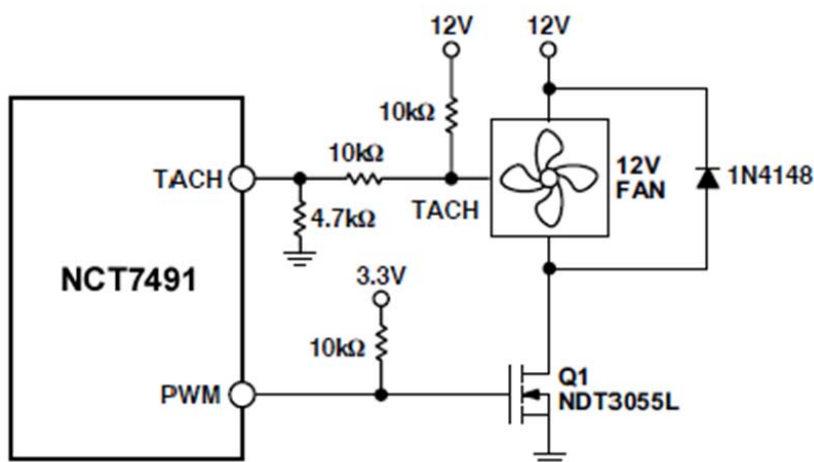 12V
12V
10kΩ
10kΩ
TACH
12V
FAN
1N4148
TACH
4.7kΩ
NCT7491
3.3V
10kΩ
PWM
Q1
NDT3055L